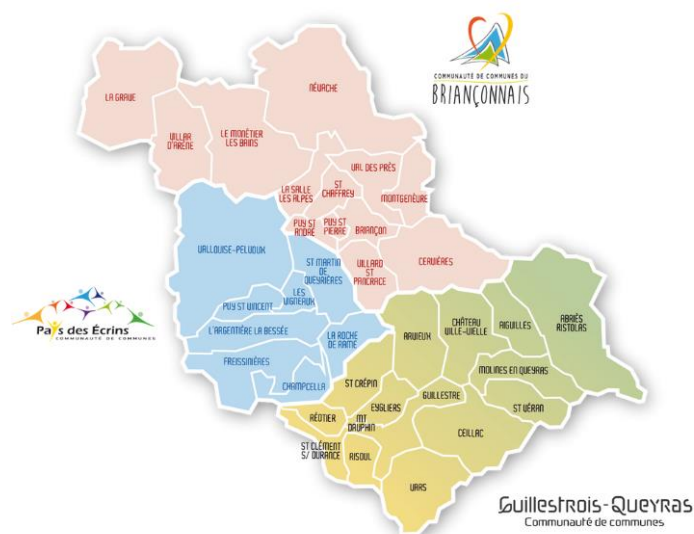 COMMUNAUTÉ DE COMMUNES DU
BRIANÇONNAIS
LA GRAVE
NÉVACHE
VILLAR
D'ARÈNE
LE MONÊTIER
LES BAINS
VAL DES PRÈS
LA SALLE
LES ALPES
ST
CHAFFREY
MONTGENÈVRE
PUY ST
ANDRÉ
PUY ST
PIERRE
BRIANÇON
VILLARD
ST
PANCRACE
CERVIÈRES
VALLOUISE-PELVOUX
ST MARTIN
DE
QUEYRIÈRES
LES
VIGNEAUX
PUY ST VINCENT
L'ARGENTIÈRE LA BESSÉE
LA ROCHE
DE RAME
FREISSINIÈRES
CHAMPCELLA
Pays des Écrins
COMMUNAUTÉ DE COMMUNES
ARVIEUX
CHÂTEAU
VILLE-VIEILLE
AIGUILLES
ABRIÈS
RISTOLAS
MOLINES EN QUEYRAS
ST CRÉPIN
EYGLIERS
GUILLESTRE
ST VÉRAN
RÉOTIER
MT
DAUPHIN
CEILLAC
ST CLÉMENT
S/ DURANCE
RISOUL
VARS
Guillestrois-Queyras
Communauté de communes